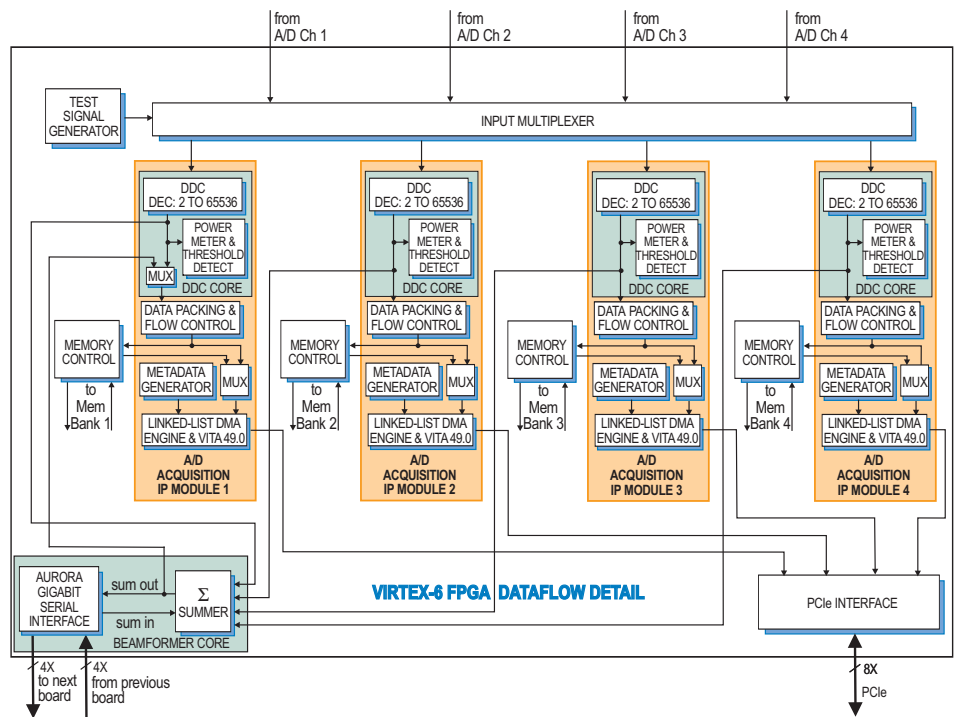 from
A/D Ch 1
from
A/D Ch 2
from
A/D Ch 3
from
A/D Ch 4
TEST
SIGNAL
GENERATOR
INPUT MULTIPLEXER
DDC
DEC: 2 TO 65536
POWER
METER &
THRESHOLD
DETECT
MUX
DDC CORE
DATA PACKING &
FLOW CONTROL
MEMORY
CONTROL
METADATA
GENERATOR
MUX
to
Mem
Bank 1
LINKED-LIST DMA
ENGINE & VITA 49.0
A/D
ACQUISITION
IP MODULE 1
DDC
DEC: 2 TO 65536
POWER
METER &
THRESHOLD
DETECT
DDC CORE
DATA PACKING &
FLOW CONTROL
MEMORY
CONTROL
METADATA
GENERATOR
MUX
to
Mem
Bank 2
LINKED-LIST DMA
ENGINE & VITA 49.0
A/D
ACQUISITION
IP MODULE 2
DDC
DEC: 2 TO 65536
POWER
METER &
THRESHOLD
DETECT
DDC CORE
DATA PACKING &
FLOW CONTROL
MEMORY
CONTROL
METADATA
GENERATOR
MUX
to
Mem
Bank 3
LINKED-LIST DMA
ENGINE & VITA 49.0
A/D
ACQUISITION
IP MODULE 3
DDC
DEC: 2 TO 65536
POWER
METER &
THRESHOLD
DETECT
DDC CORE
DATA PACKING &
FLOW CONTROL
MEMORY
CONTROL
METADATA
GENERATOR
MUX
to
Mem
Bank 4
LINKED-LIST DMA
ENGINE & VITA 49.0
A/D
ACQUISITION
IP MODULE 4
AURORA
GIGABIT
SERIAL
INTERFACE
sum out
sum in
Σ
SUMMER
BEAMFORMER CORE
VIRTEX-6 FPGA DATAFLOW DETAIL
PCIe INTERFACE
4X
to next
board
4X
from previous
board
8X
PCIe